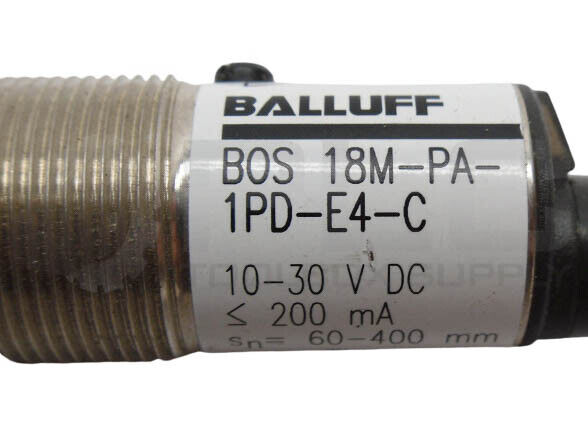 BALLUFF
BOS 18M-PA-
1PD-E4-C
10-30 V DC
≤ 200 mA
sn= 60-400 mm